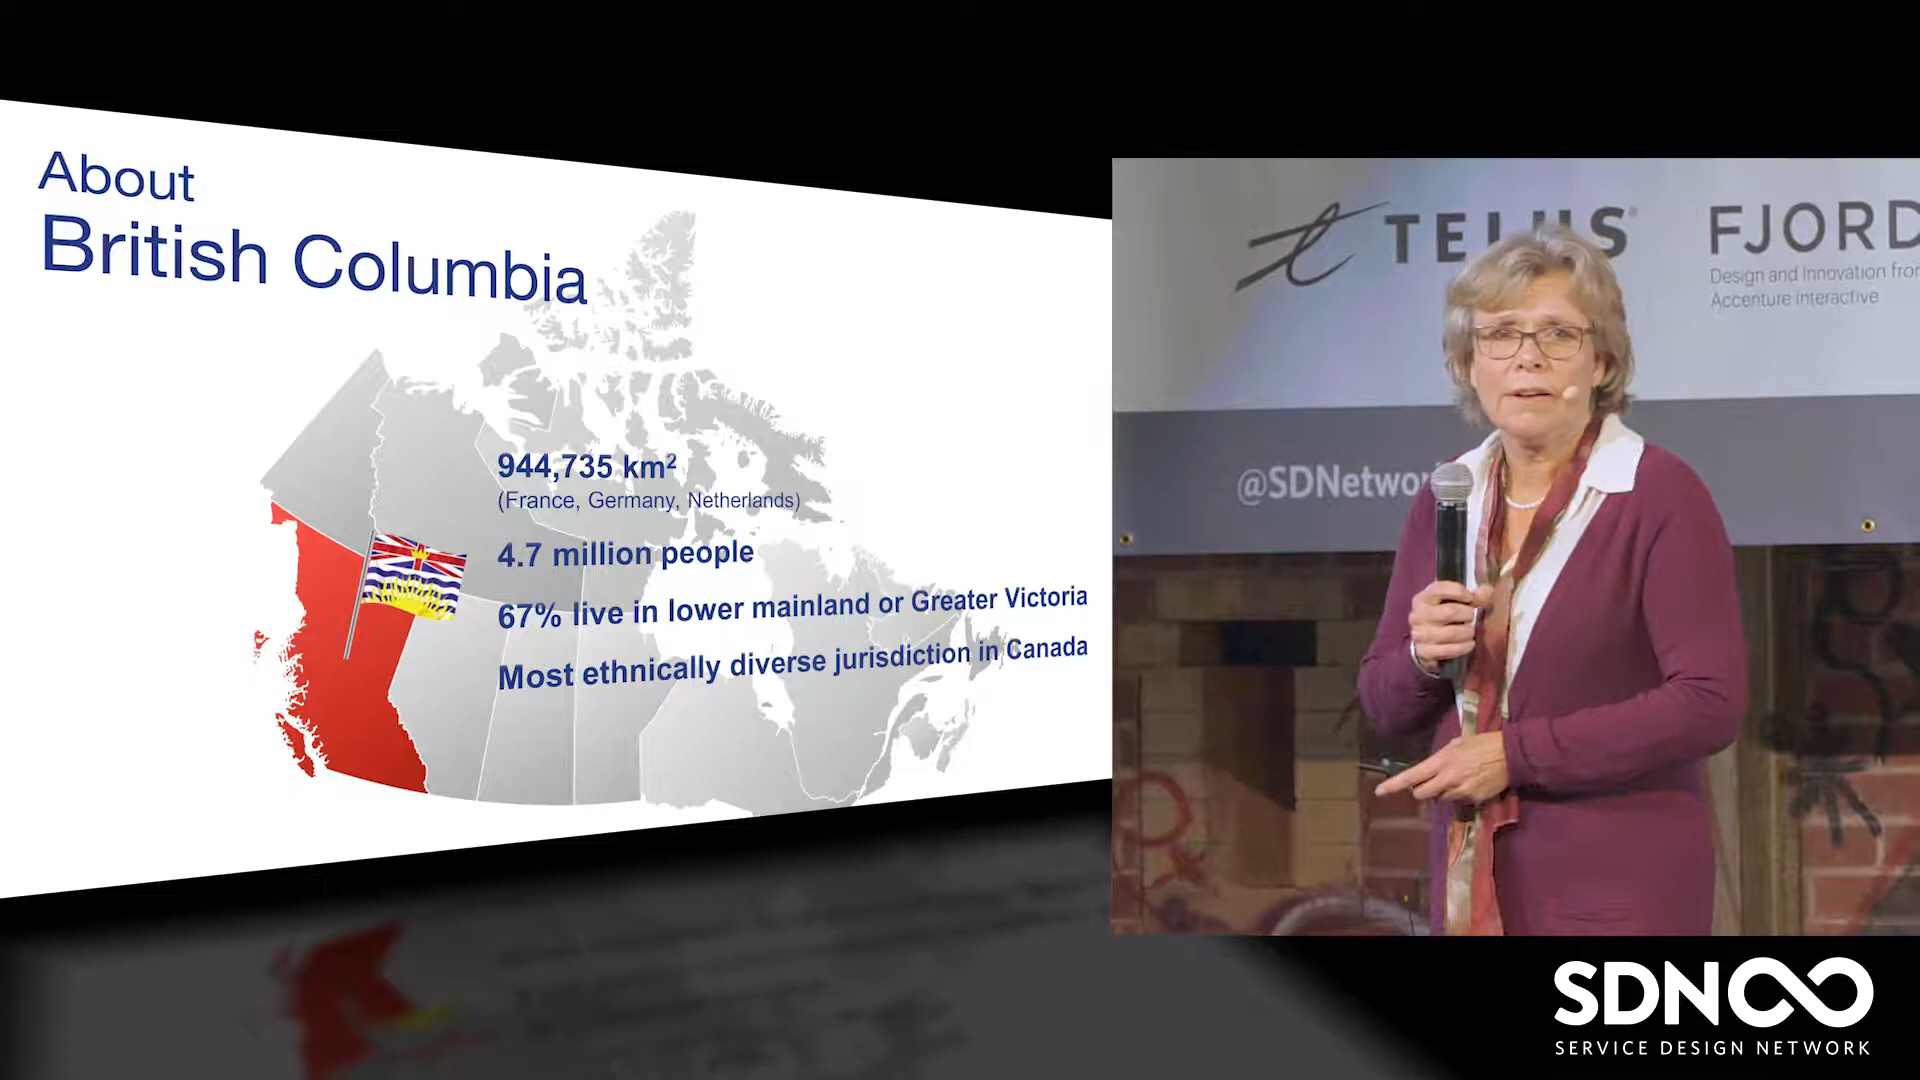 About
British Columbia
944,735 km²
(France, Germany, Netherlands)
4.7 million people
67% live in lower mainland or Greater Victoria
Most ethnically diverse jurisdiction in Canada
TELUS®
FJORD
Design and Innovation from
Accenture Interactive
@SDNetwor
SDN
SERVICE DESIGN NETWORK